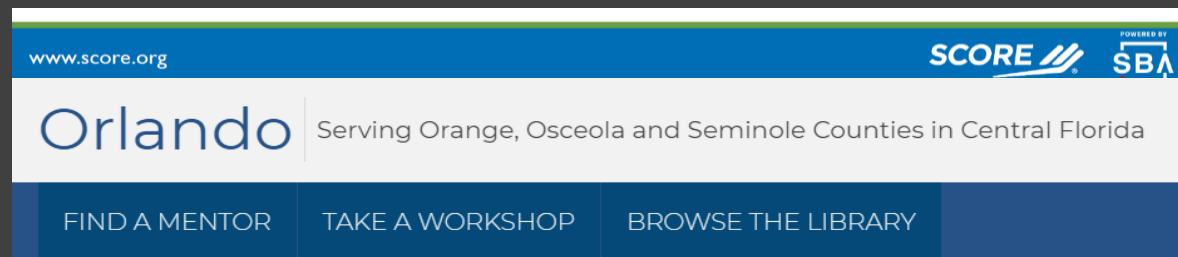 www.score.org
SCORE
POWERED BY
SBA
Orlando
Serving Orange, Osceola and Seminole Counties in Central Florida
FIND A MENTOR
TAKE A WORKSHOP
BROWSE THE LIBRARY